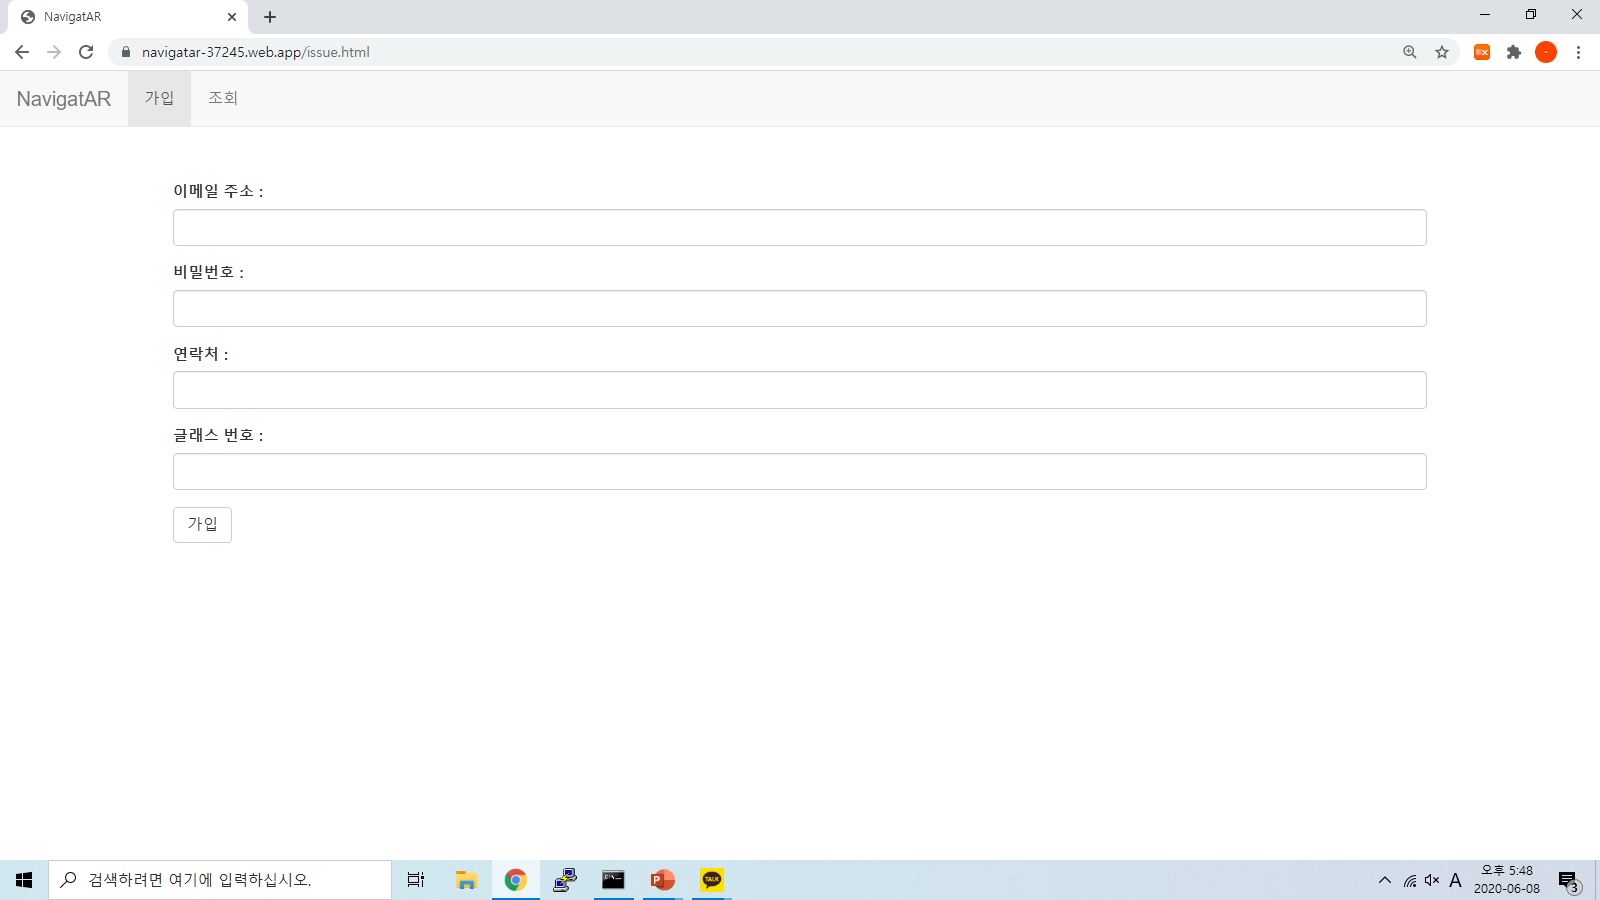 NavigatAR
navigatar-37245.web.app/issue.html
NavigatAR 가입 조회
이메일 주소 :
비밀번호 :
연락처 :
글래스 번호 :
가입
검색하려면 여기에 입력하십시오.
TALK
A
오후 5:48
2020-06-08
3